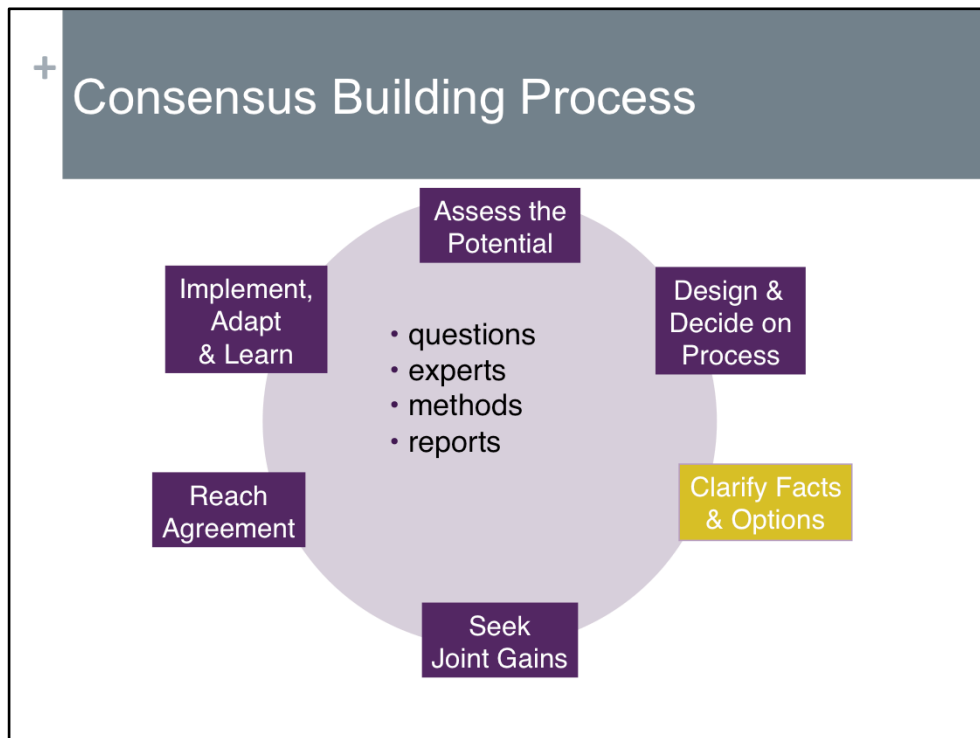 +
Consensus Building Process
Assess the
Potential
Design &
Decide on
Process
Clarify Facts
& Options
Seek
Joint Gains
Reach
Agreement
Implement,
Adapt
& Learn
• questions
• experts
• methods
• reports